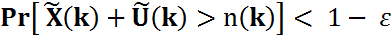 Pr[ X̃(k) + Ũ(k) > n(k)] < 1 − ε